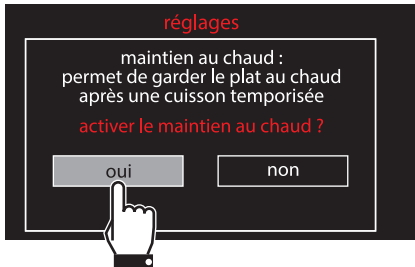 réglages
maintien au chaud :
permet de garder le plat au chaud
après une cuisson temporisée
activer le maintien au chaud ?
oui
non